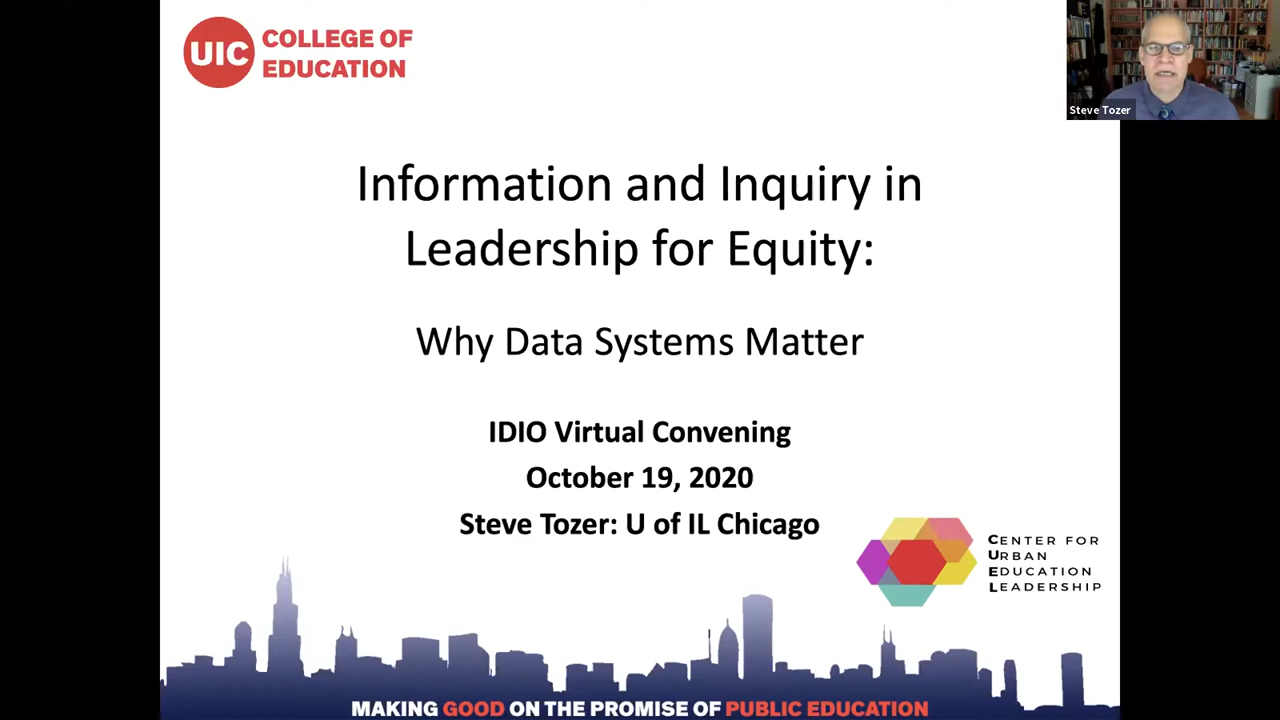 UIC
COLLEGE OF
EDUCATION
Steve Tozer
Information and Inquiry in
Leadership for Equity:
Why Data Systems Matter
IDIO Virtual Convening
October 19, 2020
Steve Tozer: U of IL Chicago
CENTER FOR
URBAN
EDUCATION
LEADERSHIP
MAKING GOOD ON THE PROMISE OF PUBLIC EDUCATION